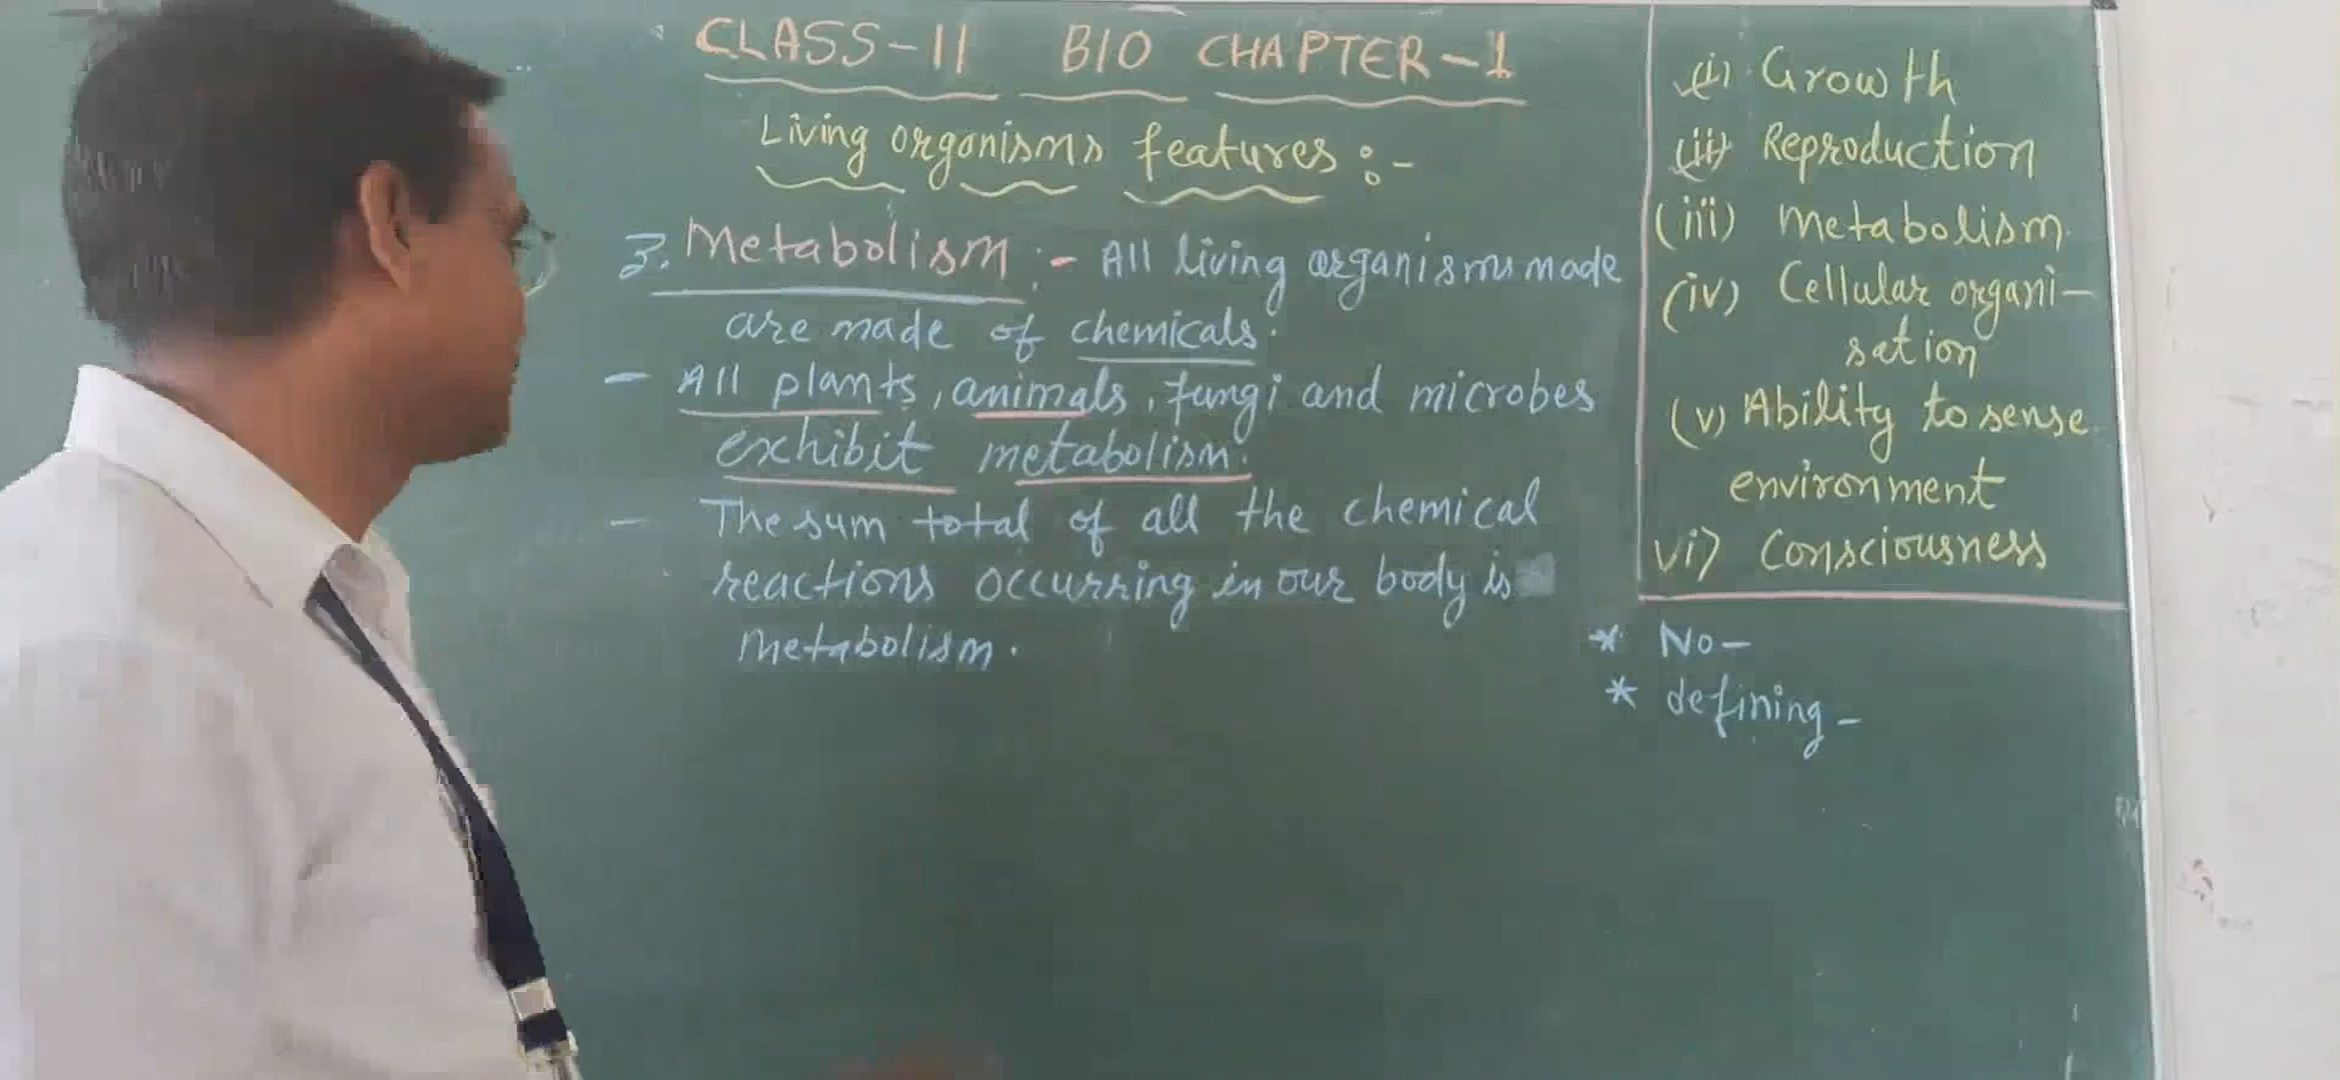 CLASS-11 BIO CHAPTER-1
Living organisms features :-
3. Metabolism :- All living organisms made
are made of chemicals.
- All plants, animals, fungi and microbes
exhibit metabolism.
- The sum total of all the chemical
reactions occurring in our body is
metabolism.
(i) Growth
(ii) Reproduction
(iii) Metabolism
(iv) Cellular organi-
sation
(v) Ability to sense
environment
vi) Consciousness
* No-
* defining-